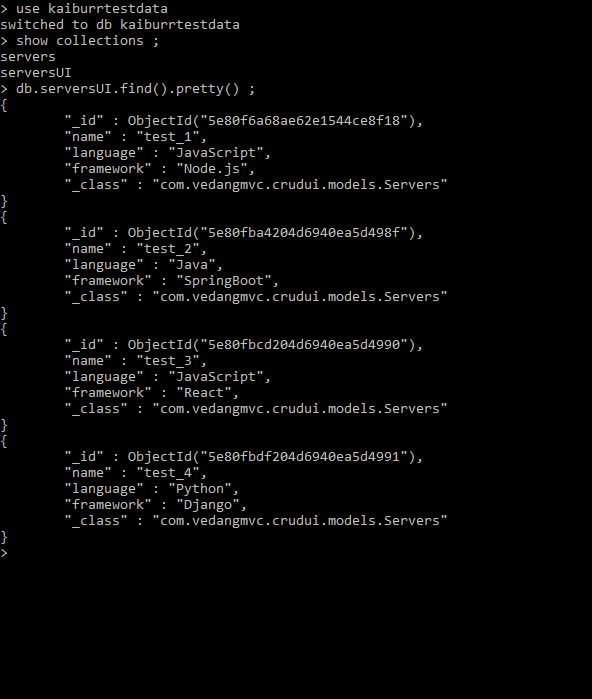 > use kaiburrtestdata
switched to db kaiburrtestdata
> show collections ;
servers
serversUI
> db.serversUI.find().pretty() ;
{
        "_id" : ObjectId("5e80f6a68ae62e1544ce8f18"),
        "name" : "test_1",
        "language" : "JavaScript",
        "framework" : "Node.js",
        "_class" : "com.vedangmvc.crudui.models.Servers"
}
{
        "_id" : ObjectId("5e80fba4204d6940ea5d498f"),
        "name" : "test_2",
        "language" : "Java",
        "framework" : "SpringBoot",
        "_class" : "com.vedangmvc.crudui.models.Servers"
}
{
        "_id" : ObjectId("5e80fbcd204d6940ea5d4990"),
        "name" : "test_3",
        "language" : "JavaScript",
        "framework" : "React",
        "_class" : "com.vedangmvc.crudui.models.Servers"
}
{
        "_id" : ObjectId("5e80fbdf204d6940ea5d4991"),
        "name" : "test_4",
        "language" : "Python",
        "framework" : "Django",
        "_class" : "com.vedangmvc.crudui.models.Servers"
}
>